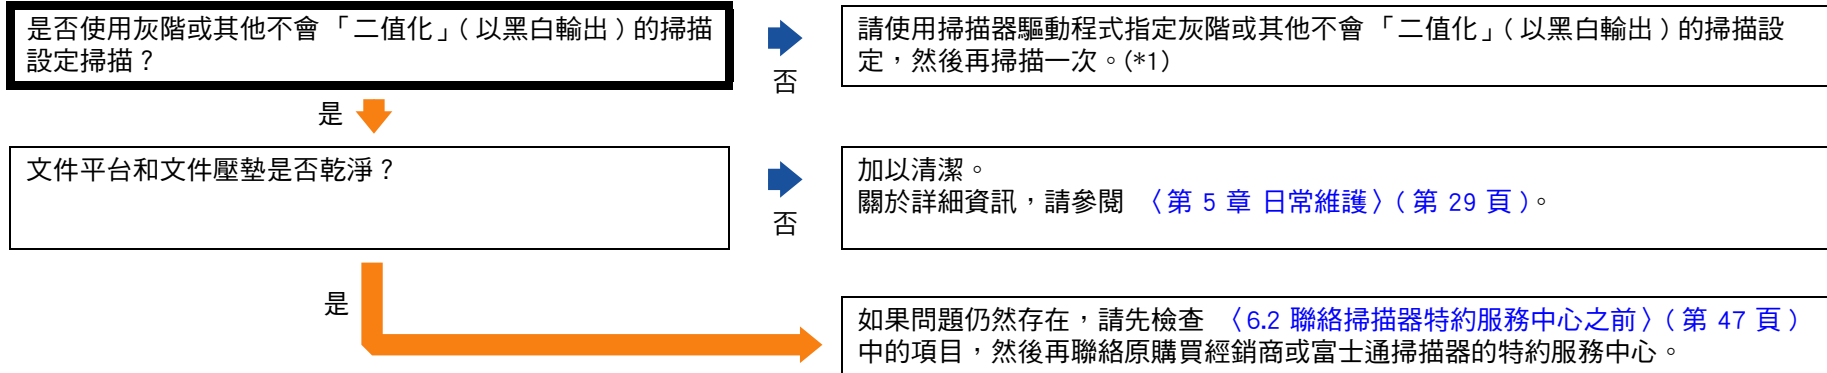 是否使用灰階或其他不會「二值化」(以黑白輸出)的掃描
設定掃描？
否
請使用掃描器驅動程式指定灰階或其他不會「二值化」(以黑白輸出)的掃描設
定，然後再掃描一次。(*1)
是
文件平台和文件壓墊是否乾淨？
否
加以清潔。
關於詳細資訊，請參閱 〈第 5 章 日常維護〉(第 29 頁)。
是
如果問題仍然存在，請先檢查 〈6.2 聯絡掃描器特約服務中心之前〉(第 47 頁)
中的項目，然後再聯絡原購買經銷商或富士通掃描器的特約服務中心。